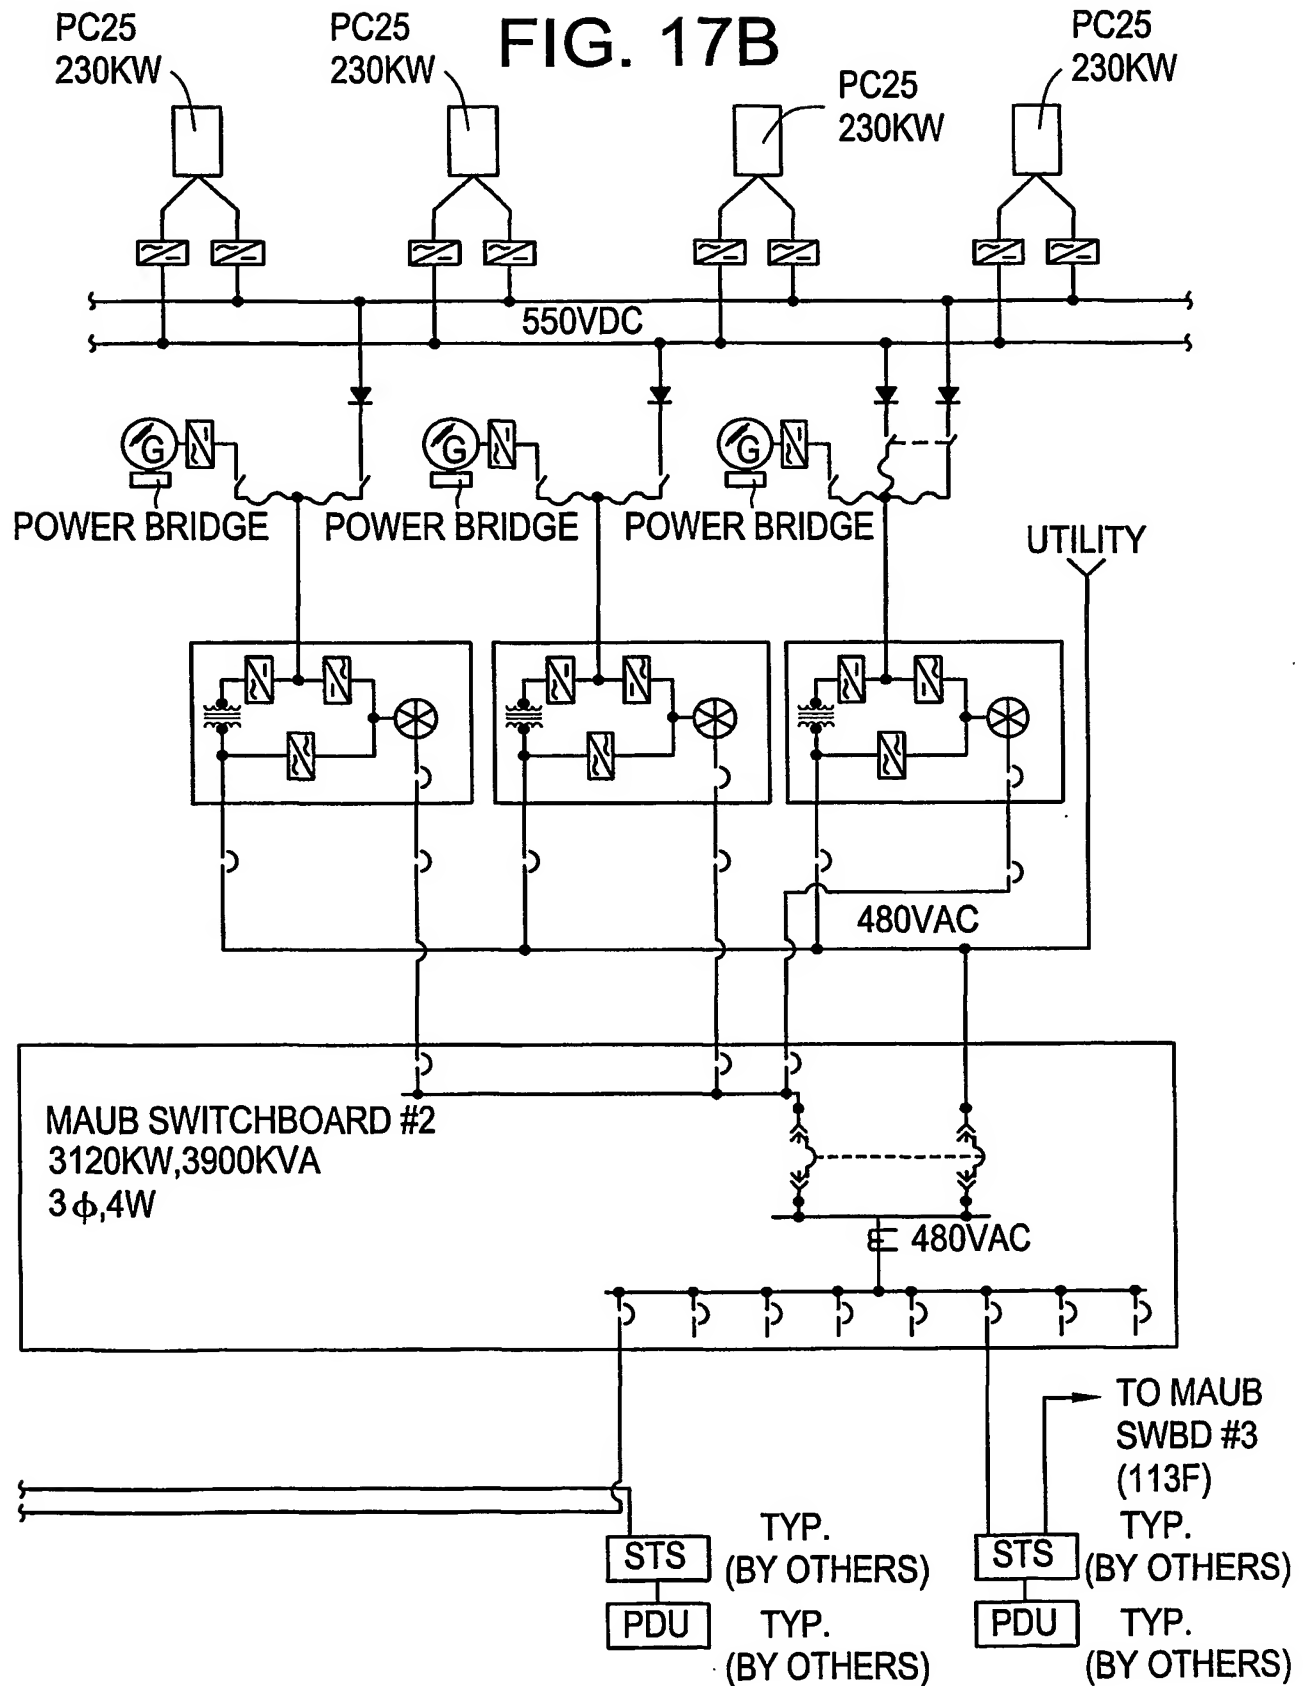 FIG. 17B
PC25
230KW
PC25
230KW
PC25
230KW
PC25
230KW
550VDC
G
G
G
POWER BRIDGE
POWER BRIDGE
POWER BRIDGE
UTILITY
480VAC
MAUB SWITCHBOARD #2
3120KW,3900KVA
3ϕ,4W
480VAC
TO MAUB
SWBD #3
(113F)
STS
TYP.
(BY OTHERS)
STS
TYP.
(BY OTHERS)
PDU
TYP.
(BY OTHERS)
PDU
TYP.
(BY OTHERS)